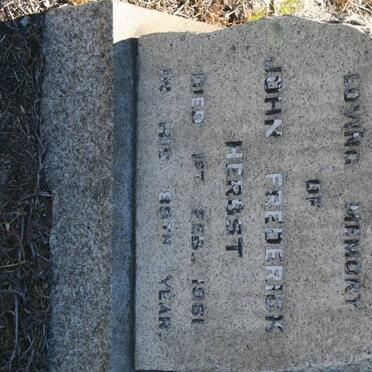 LOVING MEMORY
OF
JOHN FREDERICK
HERBST
DIED 1ST FEB. 1961
IN HIS 85TH YEAR.